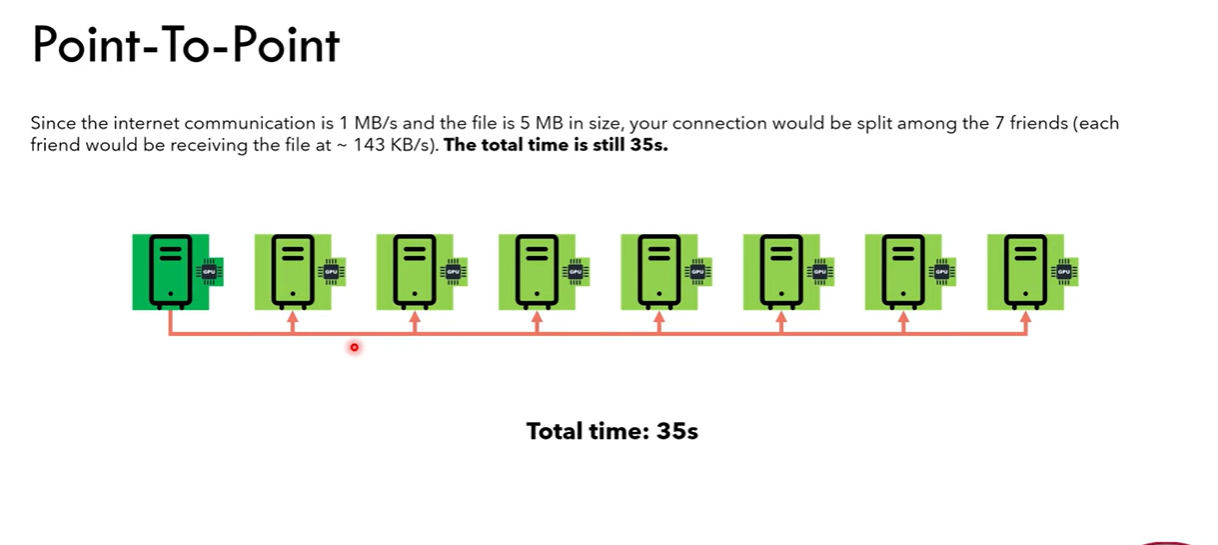 Point-To-Point
Since the internet communication is 1 MB/s and the file is 5 MB in size, your connection would be split among the 7 friends (each
friend would be receiving the file at ~ 143 KB/s). The total time is still 35s.
GPU GPU GPU GPU GPU GPU GPU GPU
Total time: 35s